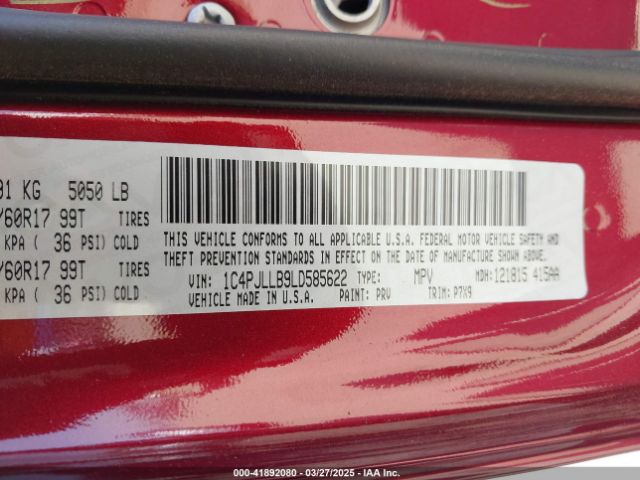 91 KG 5050 LB
/60R17 99T TIRES
KPA ( 36 PSI) COLD
/60R17 99T TIRES
KPA ( 36 PSI) COLD
THIS VEHICLE CONFORMS TO ALL APPLICABLE U.S.A. FEDERAL MOTOR VEHICLE SAFETY AND
THEFT PREVENTION STANDARDS IN EFFECT ON THE DATE OF MANUFACTURE SHOWN ABOVE.
VIN: 1C4PJLLB9LD585622 TYPE: MPV MDH:121815 415AA
VEHICLE MADE IN U.S.A. PAINT: PRV TRIM: P7X9
000-41892080 - 03/27/2025 - IAA Inc.